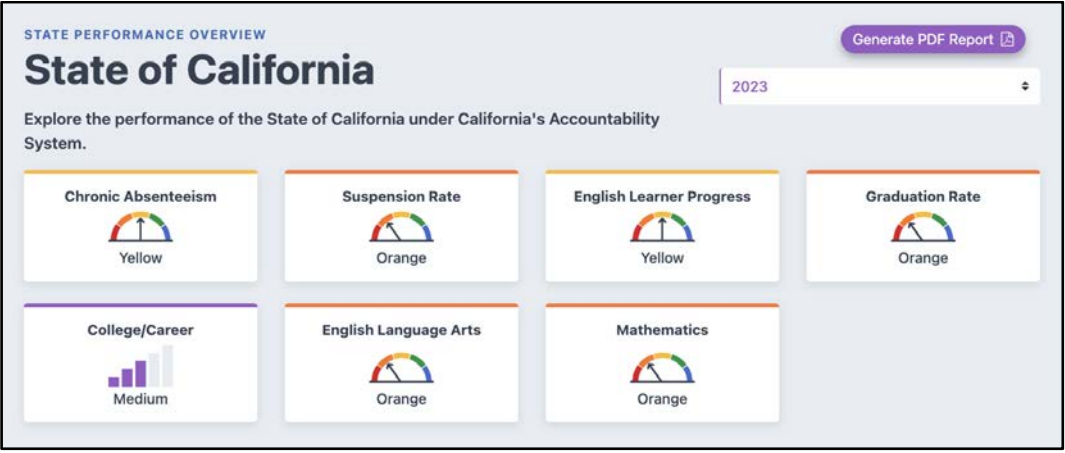 STATE PERFORMANCE OVERVIEW
State of California
Generate PDF Report
2023
Explore the performance of the State of California under California's Accountability
System.
Chronic Absenteeism
Yellow
Suspension Rate
Orange
English Learner Progress
Yellow
Graduation Rate
Orange
College/Career
Medium
English Language Arts
Orange
Mathematics
Orange